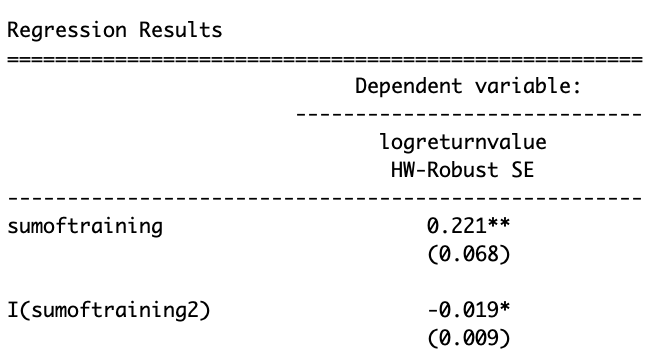 Regression Results
=====================================================
Dependent variable:
-----------------------------
logreturnvalue
HW-Robust SE
-----------------------------------------------------
sumoftraining 0.221**
(0.068)
I(sumoftraining2) -0.019*
(0.009)